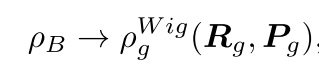 ρ_B → ρ_g^{Wig}(R_g, P_g),